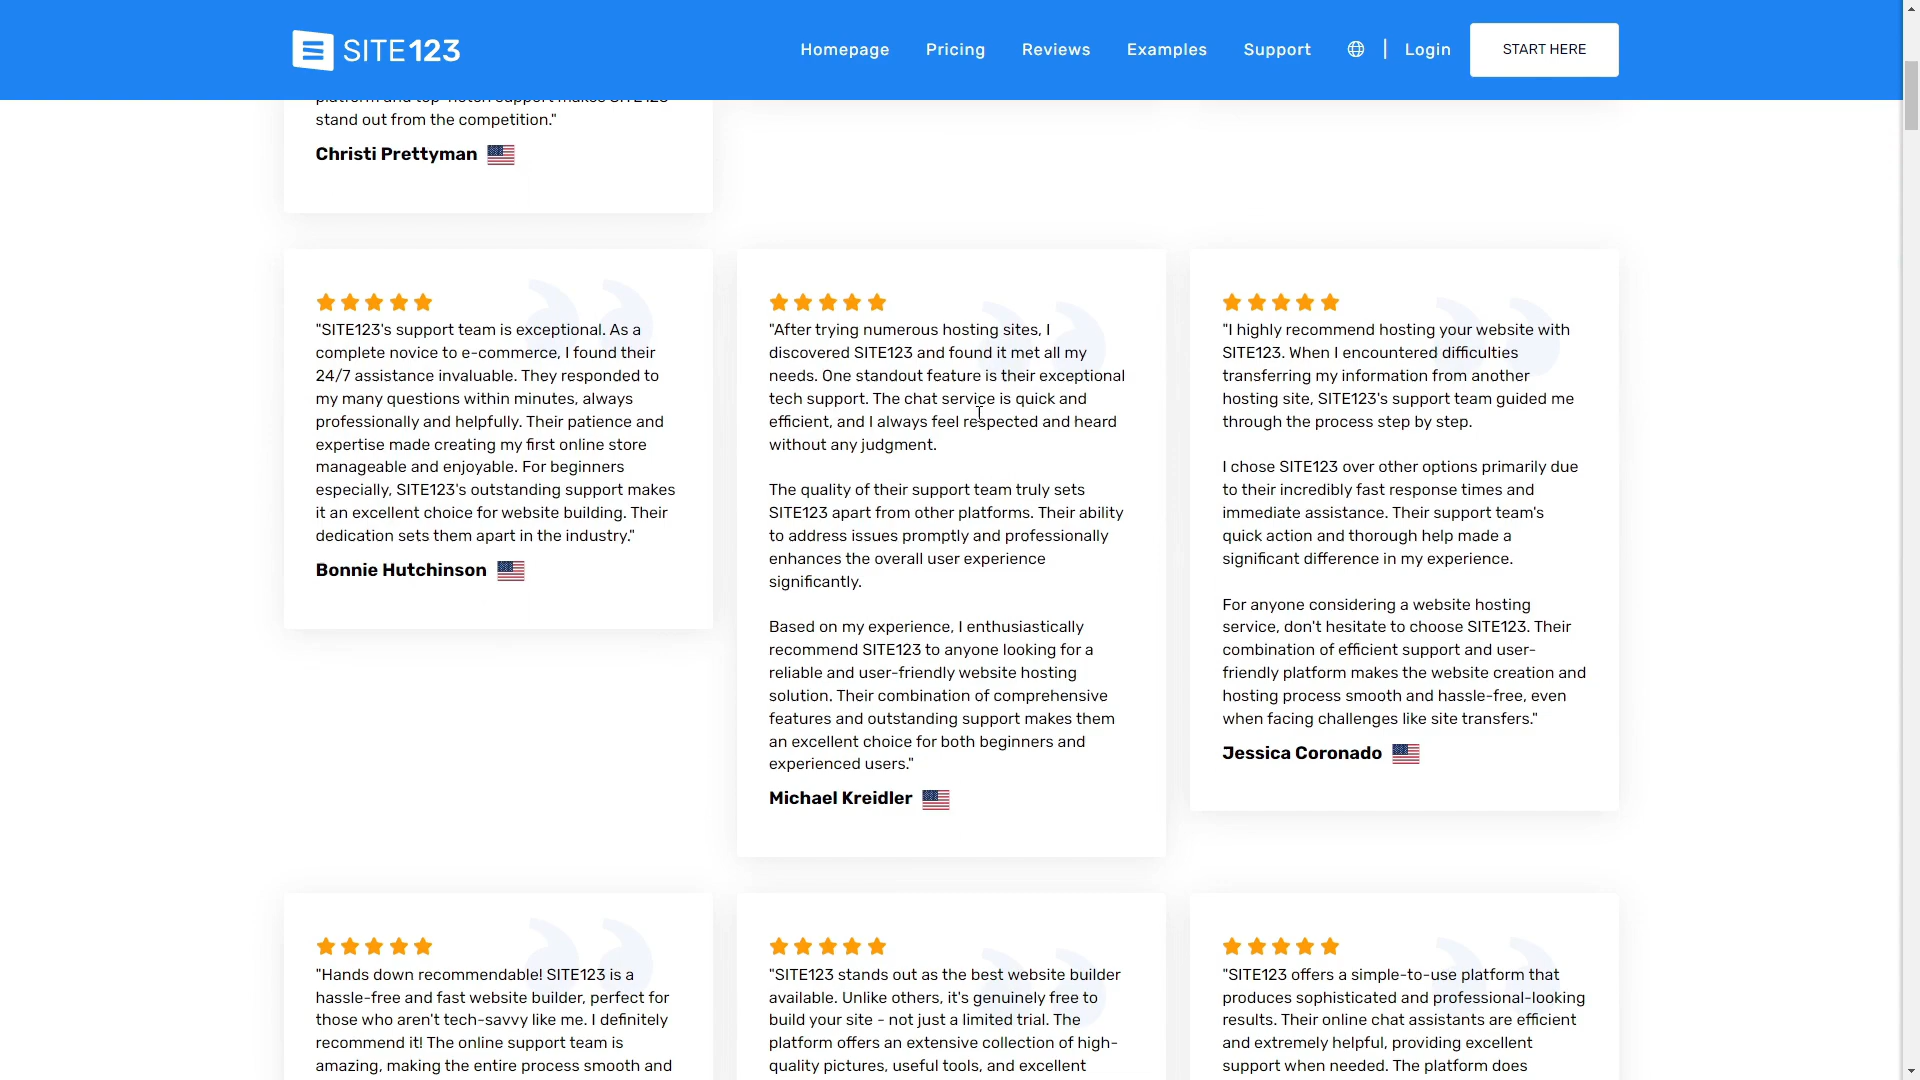 SITE123
Homepage
Pricing
Reviews
Examples
Support
Login
START HERE
stand out from the competition."
Christi Prettyman
"SITE123's support team is exceptional. As a
complete novice to e-commerce, I found their
24/7 assistance invaluable. They responded to
my many questions within minutes, always
professionally and helpfully. Their patience and
expertise made creating my first online store
manageable and enjoyable. For beginners
especially, SITE123's outstanding support makes
it an excellent choice for website building. Their
dedication sets them apart in the industry."
Bonnie Hutchinson
"After trying numerous hosting sites, I
discovered SITE123 and found it met all my
needs. One standout feature is their exceptional
tech support. The chat service is quick and
efficient, and I always feel respected and heard
without any judgment.
The quality of their support team truly sets
SITE123 apart from other platforms. Their ability
to address issues promptly and professionally
enhances the overall user experience
significantly.
Based on my experience, I enthusiastically
recommend SITE123 to anyone looking for a
reliable and user-friendly website hosting
solution. Their combination of comprehensive
features and outstanding support makes them
an excellent choice for both beginners and
experienced users."
Michael Kreidler
"I highly recommend hosting your website with
SITE123. When I encountered difficulties
transferring my information from another
hosting site, SITE123's support team guided me
through the process step by step.
I chose SITE123 over other options primarily due
to their incredibly fast response times and
immediate assistance. Their support team's
quick action and thorough help made a
significant difference in my experience.
For anyone considering a website hosting
service, don't hesitate to choose SITE123. Their
combination of efficient support and user-
friendly platform makes the website creation and
hosting process smooth and hassle-free, even
when facing challenges like site transfers."
Jessica Coronado
"Hands down recommendable! SITE123 is a
hassle-free and fast website builder, perfect for
those who aren't tech-savvy like me. I definitely
recommend it! The online support team is
amazing, making the entire process smooth and
"SITE123 stands out as the best website builder
available. Unlike others, it's genuinely free to
build your site - not just a limited trial. The
platform offers an extensive collection of high-
quality pictures, useful tools, and excellent
"SITE123 offers a simple-to-use platform that
produces sophisticated and professional-looking
results. Their online chat assistants are efficient
and extremely helpful, providing excellent
support when needed. The platform does